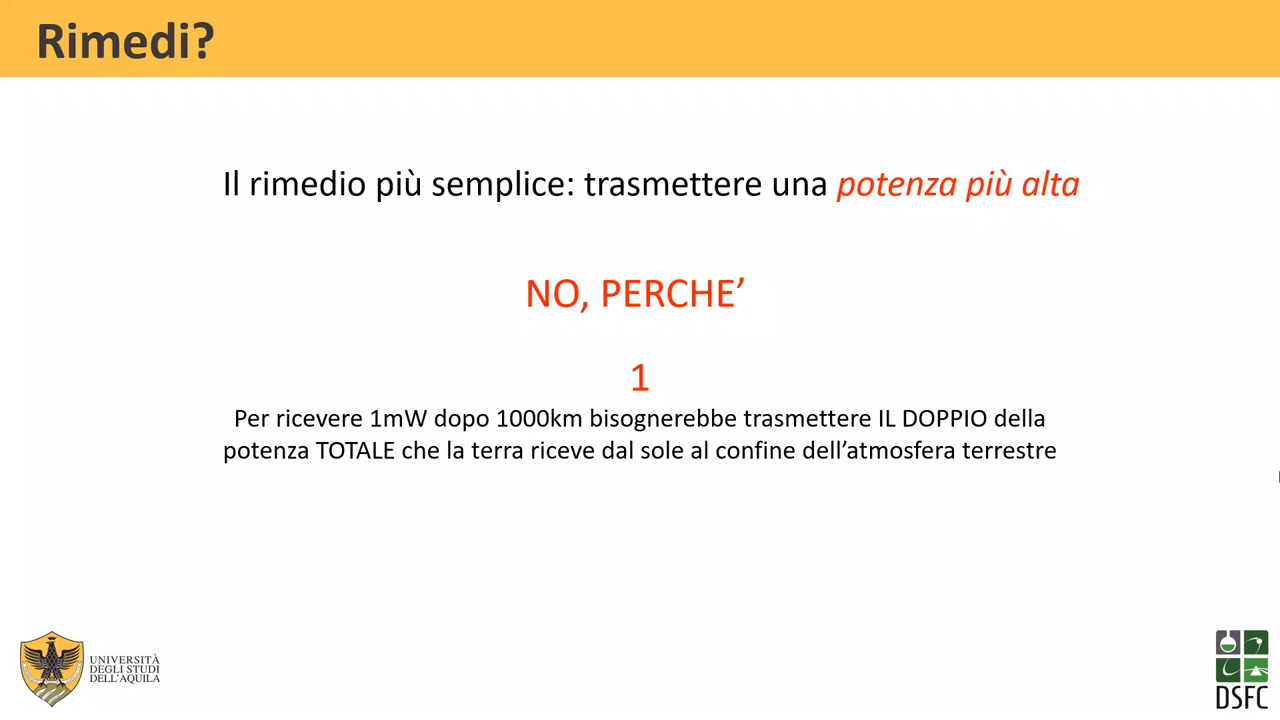 Rimedi?
Il rimedio più semplice: trasmettere una potenza più alta
NO, PERCHE’
1
Per ricevere 1mW dopo 1000km bisognerebbe trasmettere IL DOPPIO della
potenza TOTALE che la terra riceve dal sole al confine dell’atmosfera terrestre
UNIVERSITÀ
DEGLI STUDI
DELL’AQUILA
DSFC